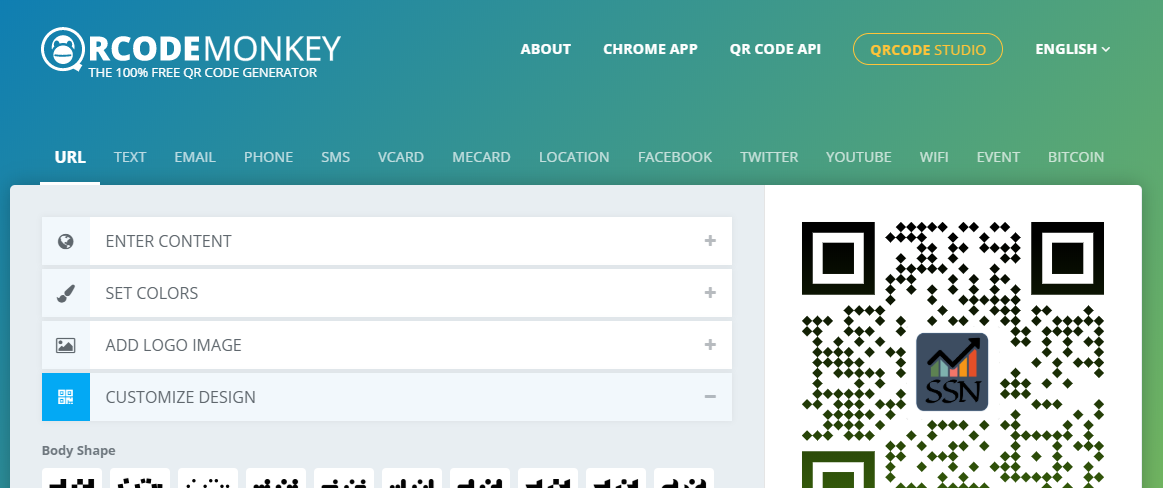 QRCODEMONKEY
THE 100% FREE QR CODE GENERATOR
ABOUT CHROME APP QR CODE API QRCODE STUDIO ENGLISH
URL TEXT EMAIL PHONE SMS VCARD MECARD LOCATION FACEBOOK TWITTER YOUTUBE WIFI EVENT BITCOIN
ENTER CONTENT
SET COLORS
ADD LOGO IMAGE
CUSTOMIZE DESIGN
Body Shape
SSN